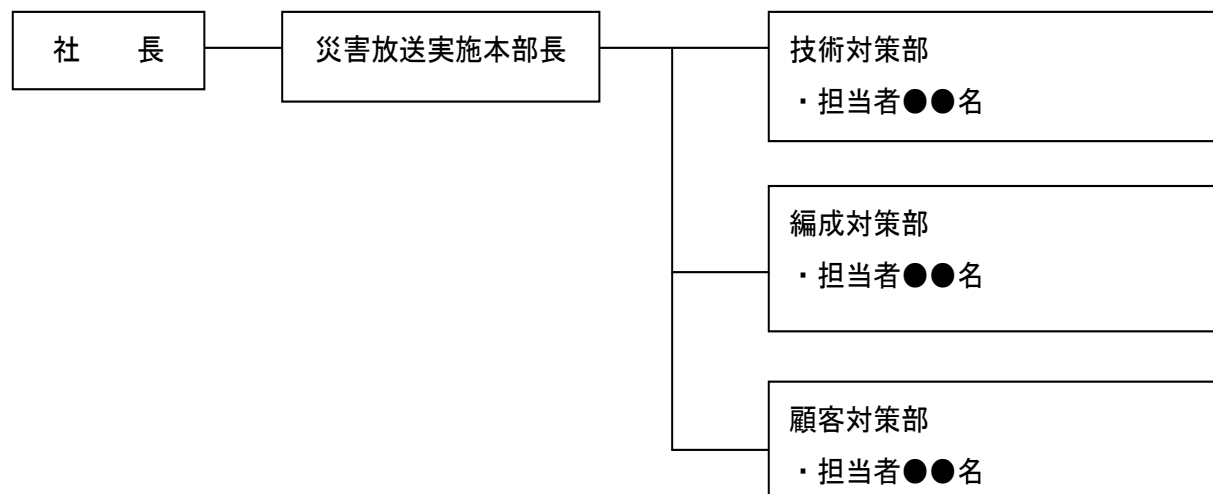 社　　長
災害放送実施本部長
技術対策部
・担当者●●名
編成対策部
・担当者●●名
顧客対策部
・担当者●●名